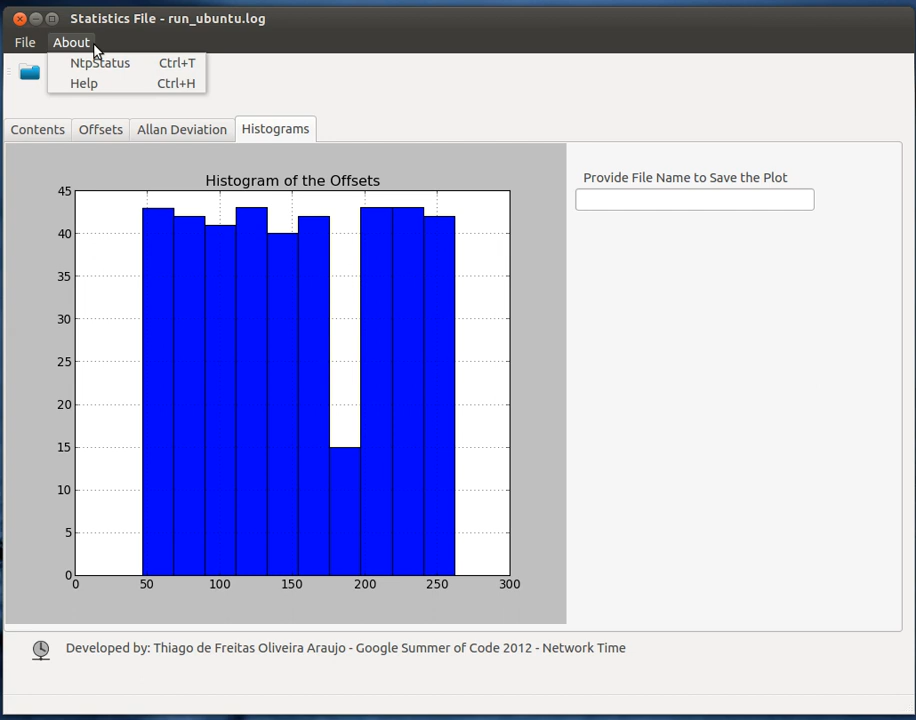 Statistics File - run_ubuntu.log
File About
NtpStatus Ctrl+T
Help Ctrl+H
Contents Offsets Allan Deviation Histograms
Histogram of the Offsets
Provide File Name to Save the Plot
45
40
35
30
25
20
15
10
5
0
0 50 100 150 200 250 300
Developed by: Thiago de Freitas Oliveira Araujo - Google Summer of Code 2012 - Network Time